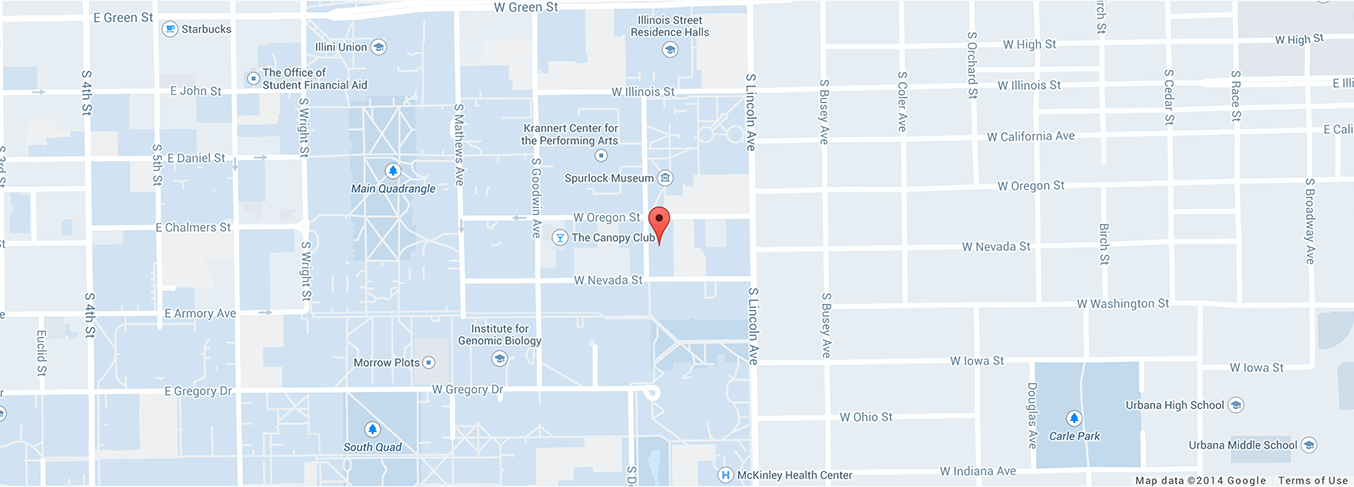 W Green St
E Green St
Starbucks
Illini Union
Illinois Street
Residence Halls
S Orchard St
irch St
W High St
W High St
The Office of
Student Financial Aid
S 4th St
E John St
W Illinois St
W Illinois St
E Illi
S Lincoln Ave
S Busey Ave
S Coler Ave
S Cedar St
S Race St
S Wright St
S Mathews Ave
Krannert Center for
the Performing Arts
W California Ave
E Cali
S 3rd St
S 5th St
E Daniel St
Main Quadrangle
S Goodwin Ave
Spurlock Museum
W Oregon St
S Broadway Ave
E Chalmers St
W Oregon St
The Canopy Club
Birch St
W Nevada St
St
S Wright St
W Nevada St
S 4th St
S Lincoln Ave
S Busey Ave
W Washington St
e
E Armory Ave
Euclid St
Institute for
Genomic Biology
Morrow Plots
W Iowa St
W Iowa St
r
E Gregory Dr
W Gregory Dr
Douglas Ave
Urbana High School
W Ohio St
Carle Park
South Quad
Urbana Middle School
S Do
McKinley Health Center
W Indiana Ave
Map data ©2014 Google
Terms of Use